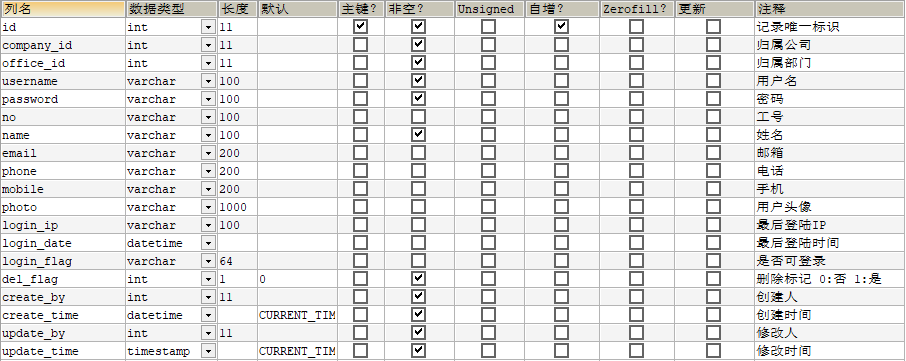 列名 数据类型 长度 默认 主键? 非空? Unsigned 自增? Zerofill? 更新 注释
id int 11 记录唯一标识
company_id int 11 归属公司
office_id int 11 归属部门
username varchar 100 用户名
password varchar 100 密码
no varchar 100 工号
name varchar 100 姓名
email varchar 200 邮箱
phone varchar 200 电话
mobile varchar 200 手机
photo varchar 1000 用户头像
login_ip varchar 100 最后登陆IP
login_date datetime 最后登陆时间
login_flag varchar 64 是否可登录
del_flag int 1 0 删除标记 0:否 1:是
create_by int 11 创建人
create_time datetime CURRENT_TIM 创建时间
update_by int 11 修改人
update_time timestamp CURRENT_TIM 修改时间